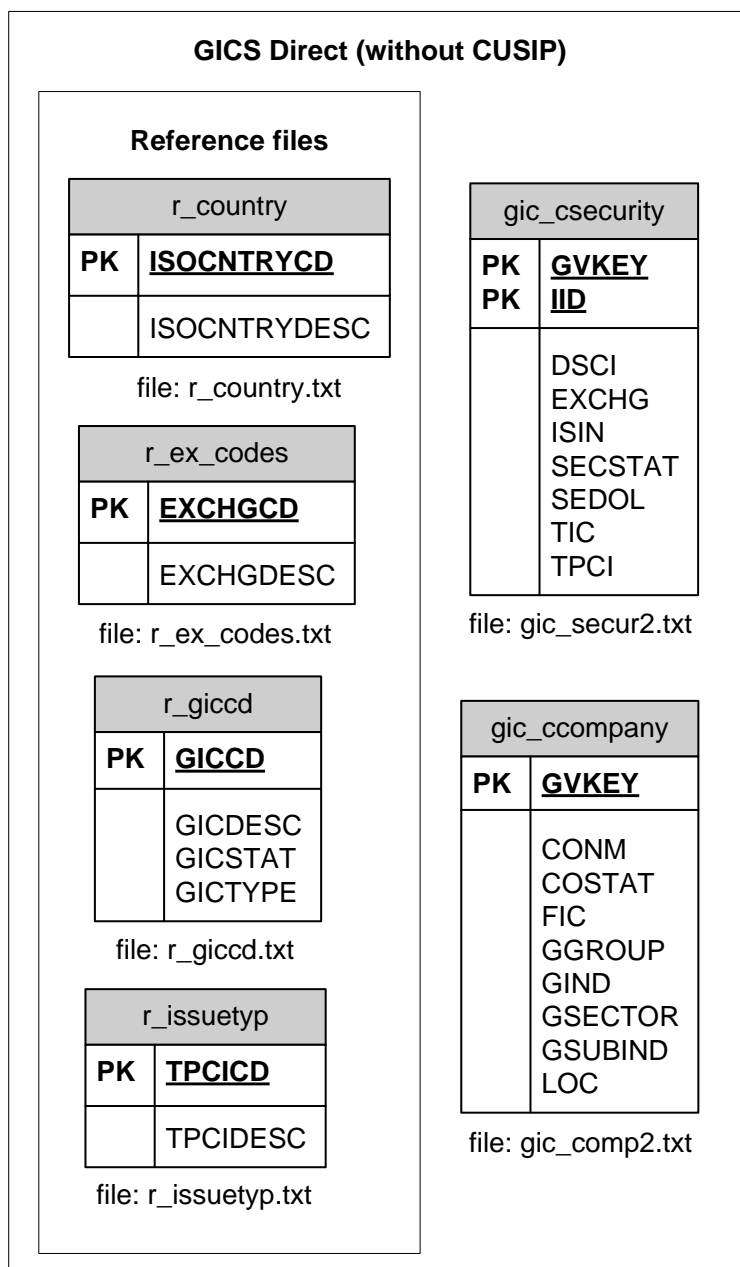 GICS Direct (without CUSIP)
Reference files
r_country
PK ISOCNTRYCD
ISOCNTRYDESC
file: r_country.txt
r_ex_codes
PK EXCHGCD
EXCHGDESC
file: r_ex_codes.txt
r_giccd
PK GICCD
GICDESC
GICSTAT
GICTYPE
file: r_giccd.txt
r_issuetyp
PK TPCICD
TPCIDESC
file: r_issuetyp.txt
gic_csecurity
PK GVKEY
PK IID
DSCI
EXCHG
ISIN
SECSTAT
SEDOL
TIC
TPCI
file: gic_secur2.txt
gic_ccompany
PK GVKEY
CONM
COSTAT
FIC
GGROUP
GIND
GSECTOR
GSUBIND
LOC
file: gic_comp2.txt